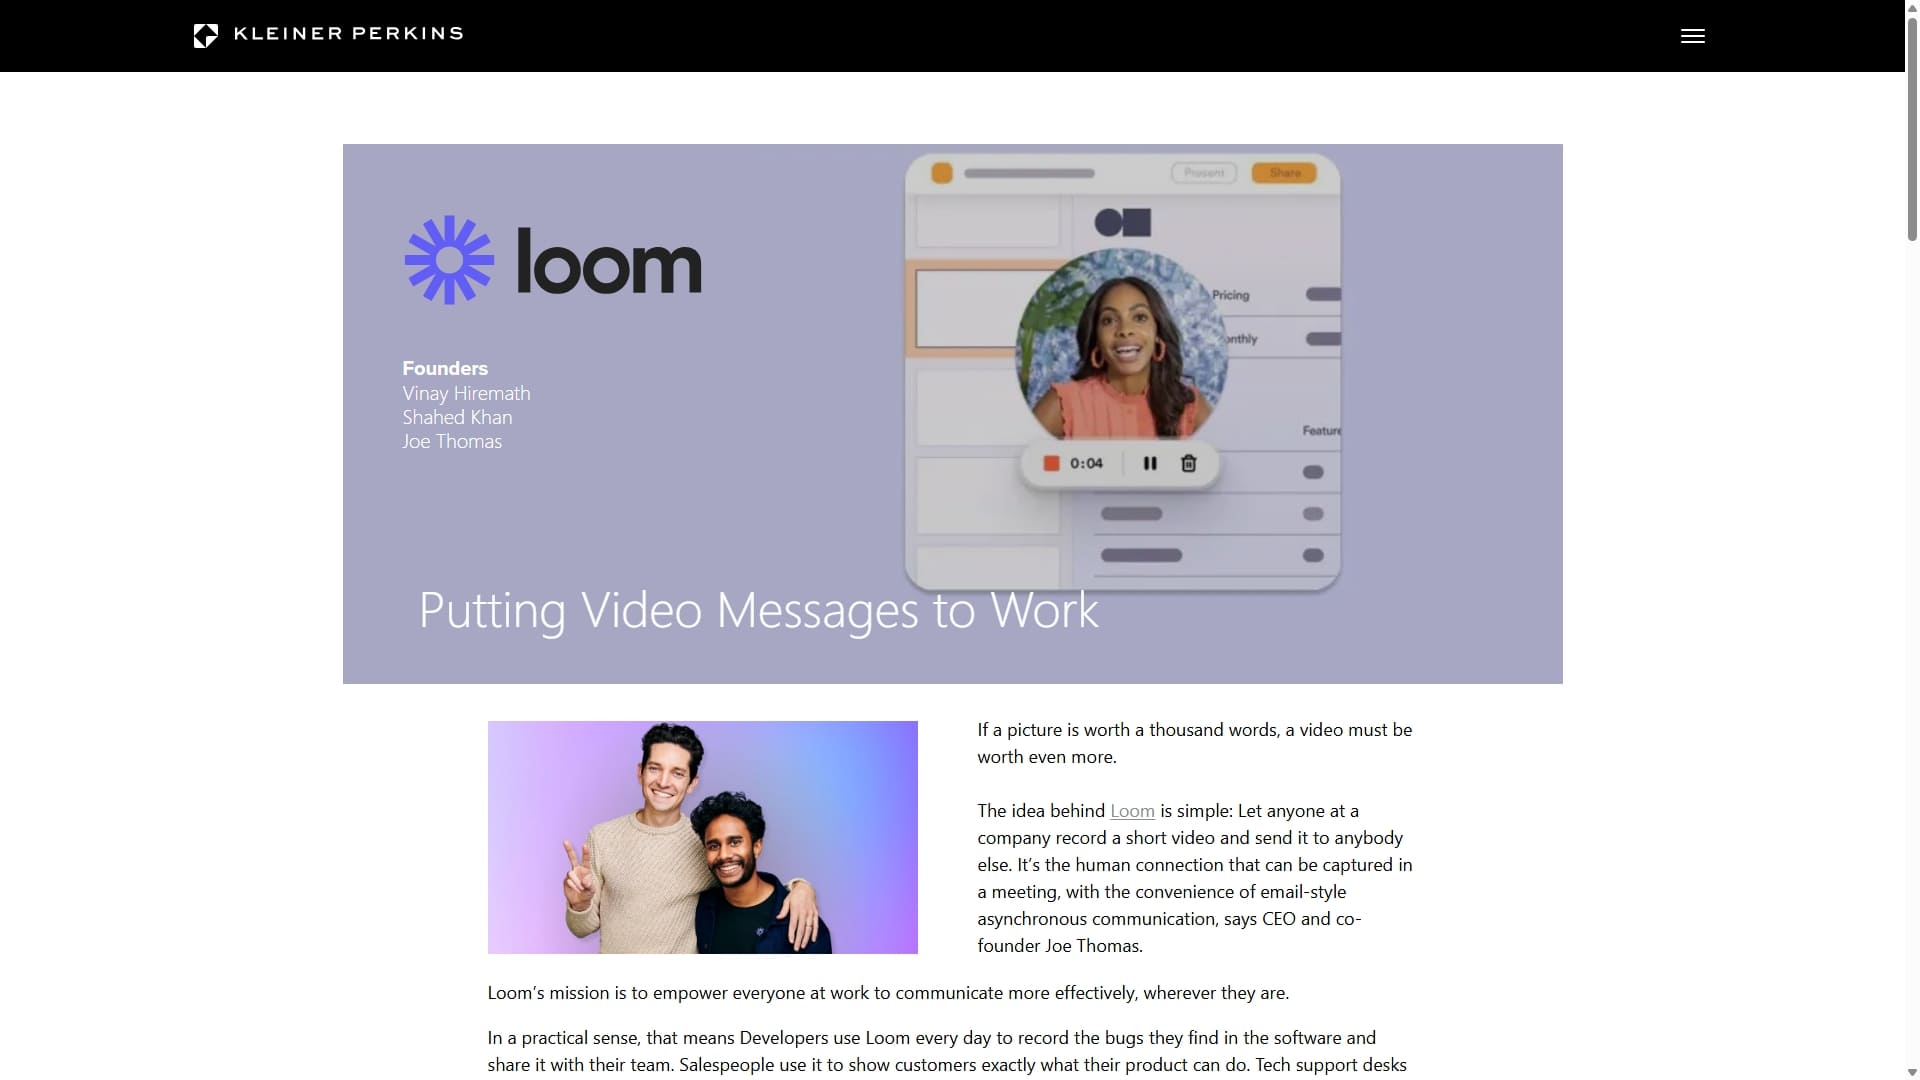 KLEINER PERKINS
loom
Founders
Vinay Hiremath
Shahed Khan
Joe Thomas
Present
Share
Pricing
onthly
Feature
0:04
Putting Video Messages to Work
If a picture is worth a thousand words, a video must be
worth even more.
The idea behind Loom is simple: Let anyone at a
company record a short video and send it to anybody
else. It’s the human connection that can be captured in
a meeting, with the convenience of email-style
asynchronous communication, says CEO and co-
founder Joe Thomas.
Loom’s mission is to empower everyone at work to communicate more effectively, wherever they are.
In a practical sense, that means Developers use Loom every day to record the bugs they find in the software and
share it with their team. Salespeople use it to show customers exactly what their product can do. Tech support desks